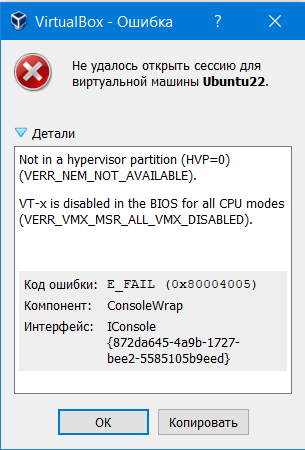 VirtualBox - Ошибка
Не удалось открыть сессию для
виртуальной машины Ubuntu22.
Детали
Not in a hypervisor partition (HVP=0)
(VERR_NEM_NOT_AVAILABLE).
VT-x is disabled in the BIOS for all CPU modes
(VERR_VMX_MSR_ALL_VMX_DISABLED).
Код ошибки: E_FAIL (0x80004005)
Компонент: ConsoleWrap
Интерфейс: IConsole
{872da645-4a9b-1727-
bee2-5585105b9eed}
OK Копировать